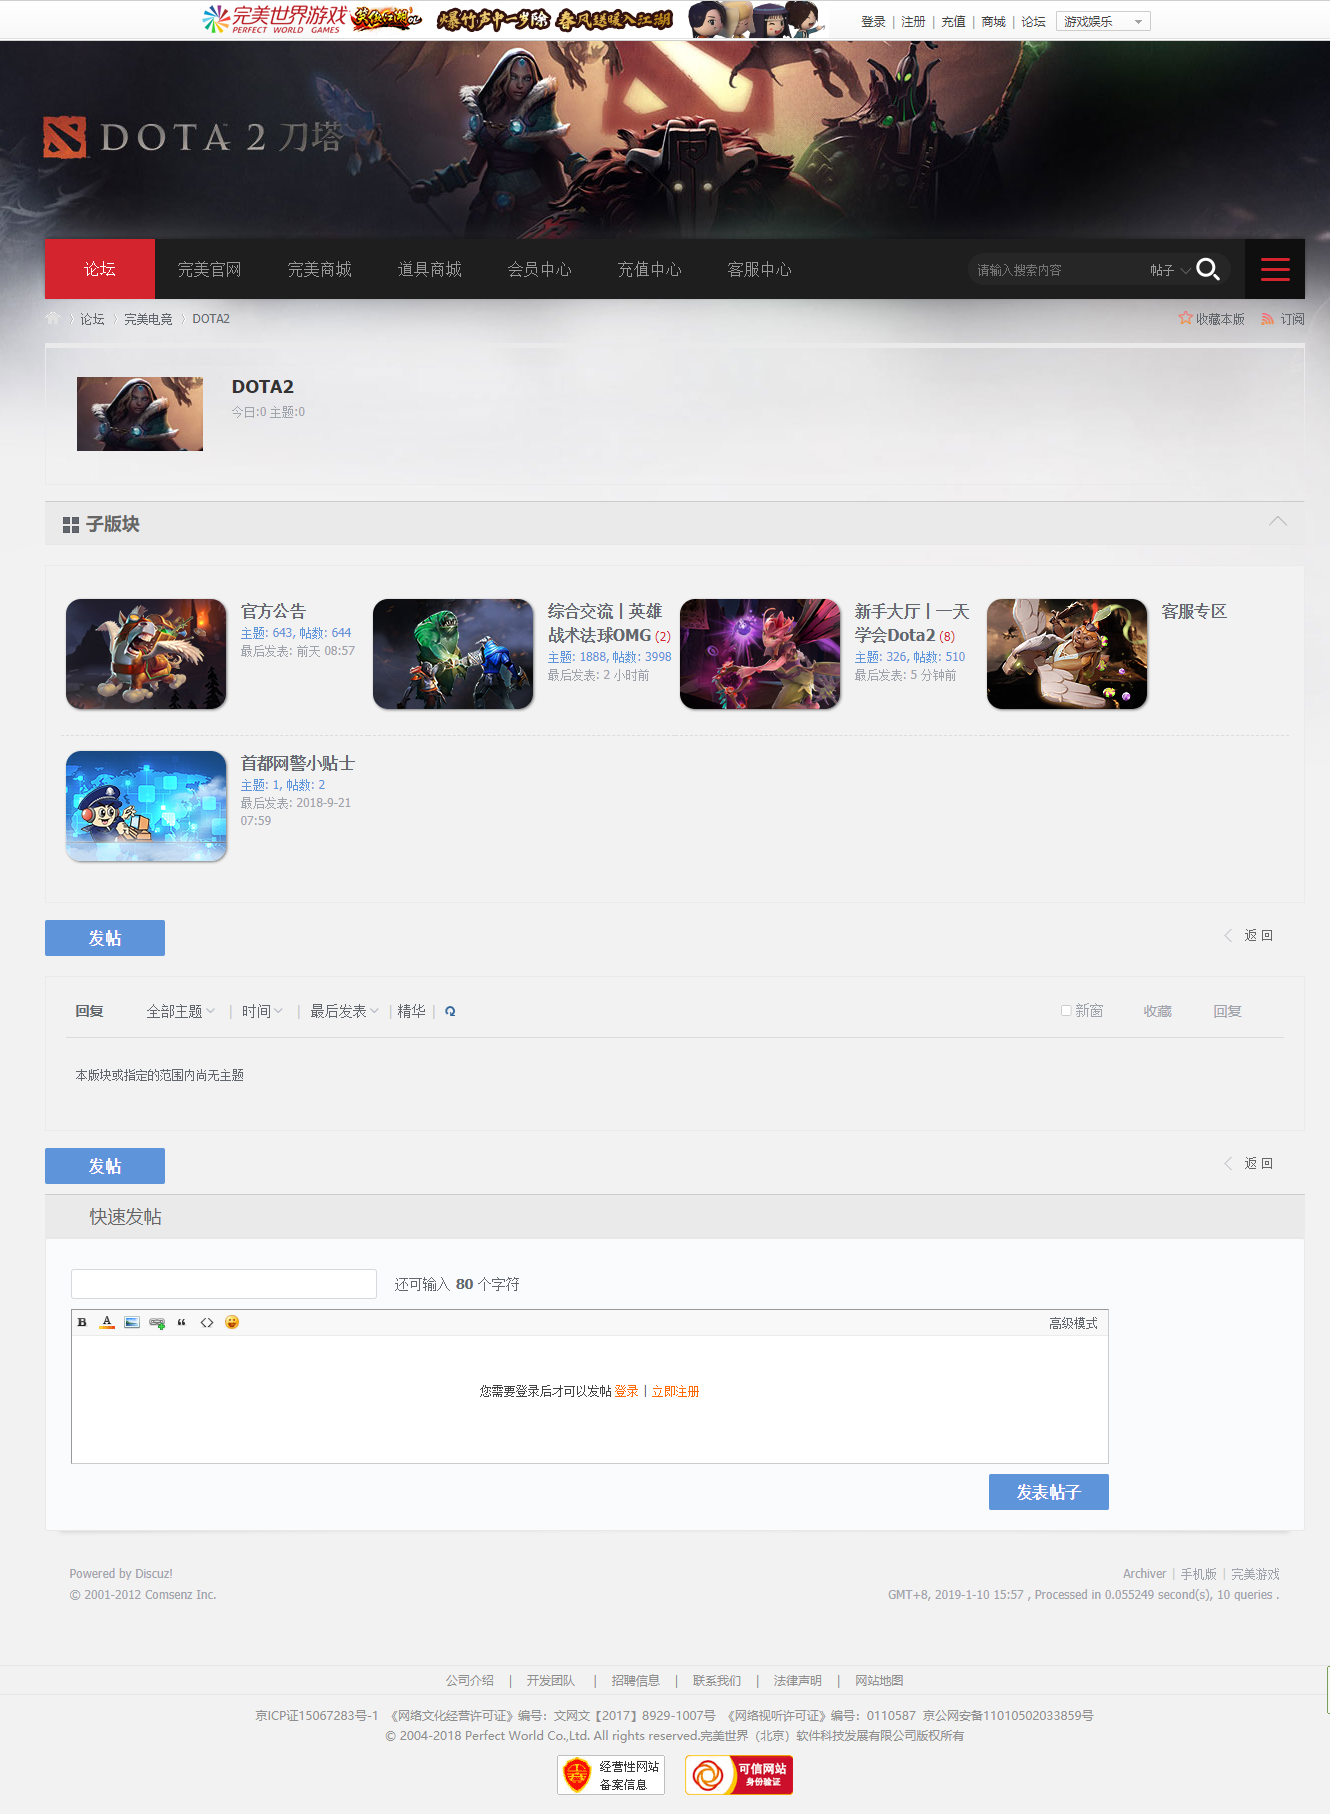 完美世界游戏
PERFECT WORLD GAMES
爆竹声中一岁除 春风送暖入江湖
登录 | 注册 | 充值 | 商城 | 论坛
游戏娱乐
DOTA 2 刀塔
论坛
完美官网
完美商城
道具商城
会员中心
充值中心
客服中心
请输入搜索内容
帖子
论坛 完美电竞 DOTA2
收藏本版
订阅
DOTA2
今日:0 主题:0
子版块
官方公告
主题: 643, 帖数: 644
最后发表: 前天 08:57
综合交流丨英雄
战术法球OMG (2)
主题: 1888, 帖数: 3998
最后发表: 2 小时前
新手大厅丨一天
学会Dota2 (8)
主题: 326, 帖数: 510
最后发表: 5 分钟前
客服专区
首都网警小贴士
主题: 1, 帖数: 2
最后发表: 2018-9-21
07:59
发帖
返 回
回复
全部主题 | 时间 | 最后发表 | 精华 |
新窗
收藏
回复
本版块或指定的范围内尚无主题
发帖
返 回
快速发帖
还可输入 80 个字符
B A “ <>
高级模式
您需要登录后才可以发帖 登录 | 立即注册
发表帖子
Powered by Discuz!
© 2001-2012 Comsenz Inc.
Archiver | 手机版 | 完美游戏
GMT+8, 2019-1-10 15:57 , Processed in 0.055249 second(s), 10 queries .
公司介绍 | 开发团队 | 招聘信息 | 联系我们 | 法律声明 | 网站地图
京ICP证15067283号-1 《网络文化经营许可证》编号：文网文【2017】8929-1007号 《网络视听许可证》编号：0110587 京公网安备11010502033859号
© 2004-2018 Perfect World Co.,Ltd. All rights reserved.完美世界（北京）软件科技发展有限公司版权所有
经营性网站
备案信息
可信网站
身份验证